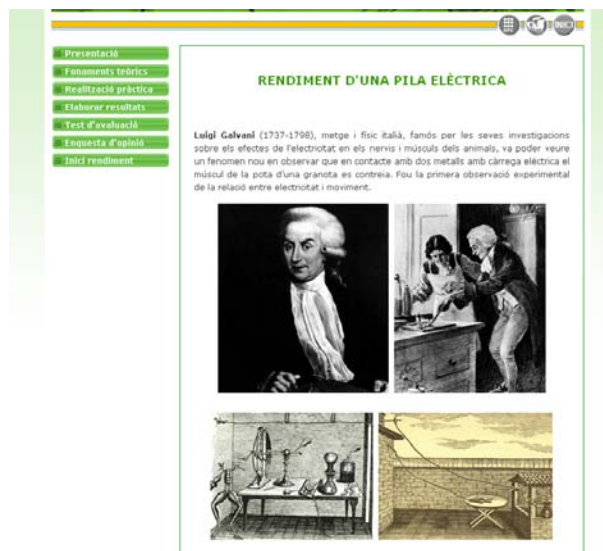 INICI
Presentació
Fonaments teòrics
Realització pràctica
Elaborar resultats
Test d'avaluació
Enquesta d'opinió
Inici rendiment
RENDIMENT D'UNA PILA ELÈCTRICA
Luigi Galvani (1737-1798), metge i físic italià, famós per les seves investigacions
sobre els efectes de l'electricitat en els nervis i músculs dels animals, va poder veure
un fenomen nou en observar que en contacte amb dos metalls amb càrrega elèctrica el
múscul de la pota d'una granota es contreia. Fou la primera observació experimental
de la relació entre electricitat i moviment.